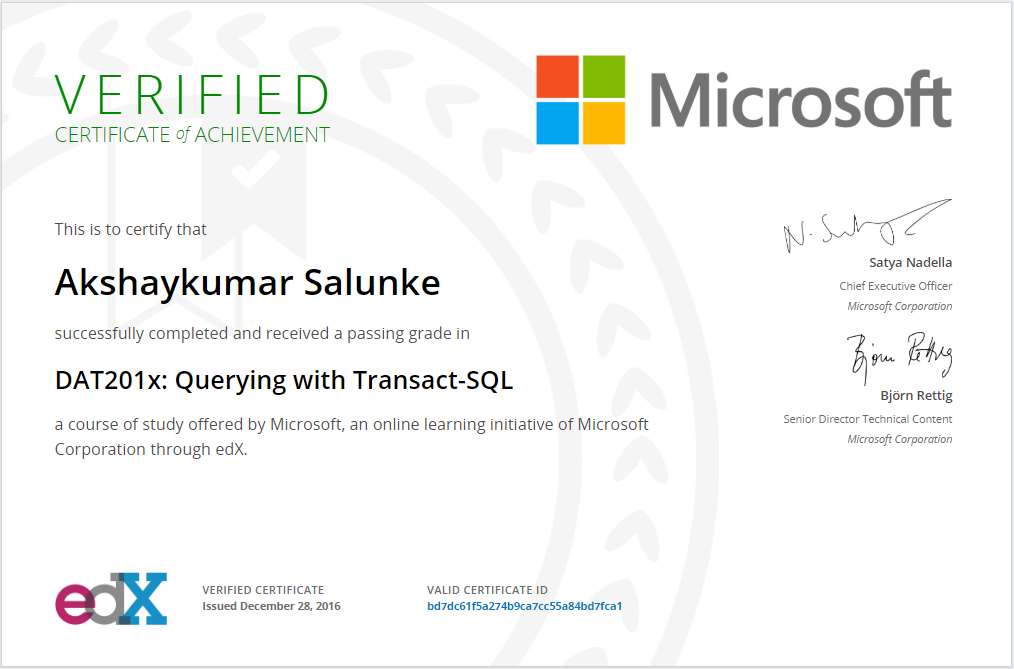 VERIFIED
CERTIFICATE of ACHIEVEMENT
Microsoft
This is to certify that
Akshaykumar Salunke
successfully completed and received a passing grade in
DAT201x: Querying with Transact-SQL
a course of study offered by Microsoft, an online learning initiative of Microsoft
Corporation through edX.
N. Satya
Satya Nadella
Chief Executive Officer
Microsoft Corporation
Björn Rettig
Björn Rettig
Senior Director Technical Content
Microsoft Corporation
edX
VERIFIED CERTIFICATE
Issued December 28, 2016
VALID CERTIFICATE ID
bd7dc61f5a274b9ca7cc55a84bd7fca1